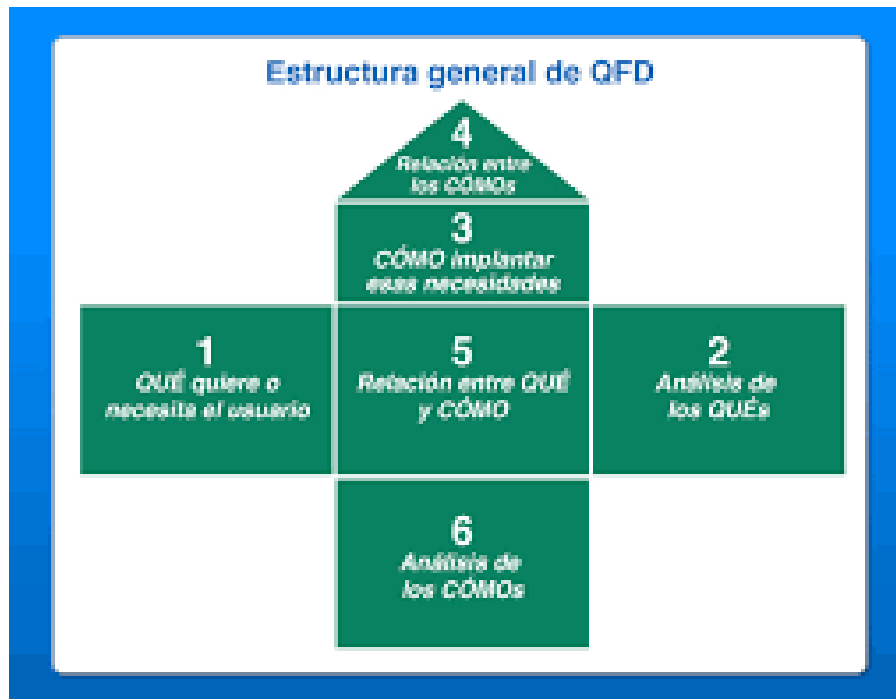 Estructura general de QFD
4
Relación entre
los CÓMOs
3
CÓMO implantar
esas necesidades
1
QUÉ quiere o
necesita el usuario
5
Relación entre QUÉ
y CÓMO
2
Análisis de
los QUÉs
6
Análisis de
los CÓMOs